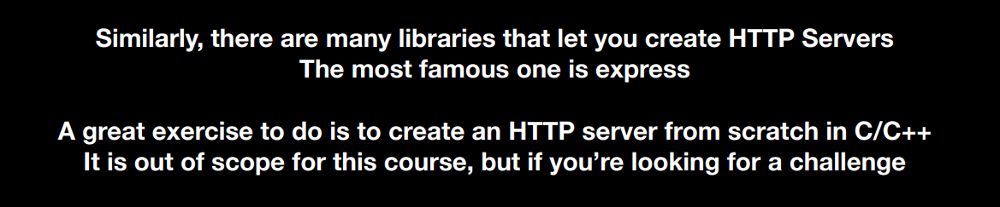 Similarly, there are many libraries that let you create HTTP Servers
The most famous one is express
A great exercise to do is to create an HTTP server from scratch in C/C++
It is out of scope for this course, but if you’re looking for a challenge